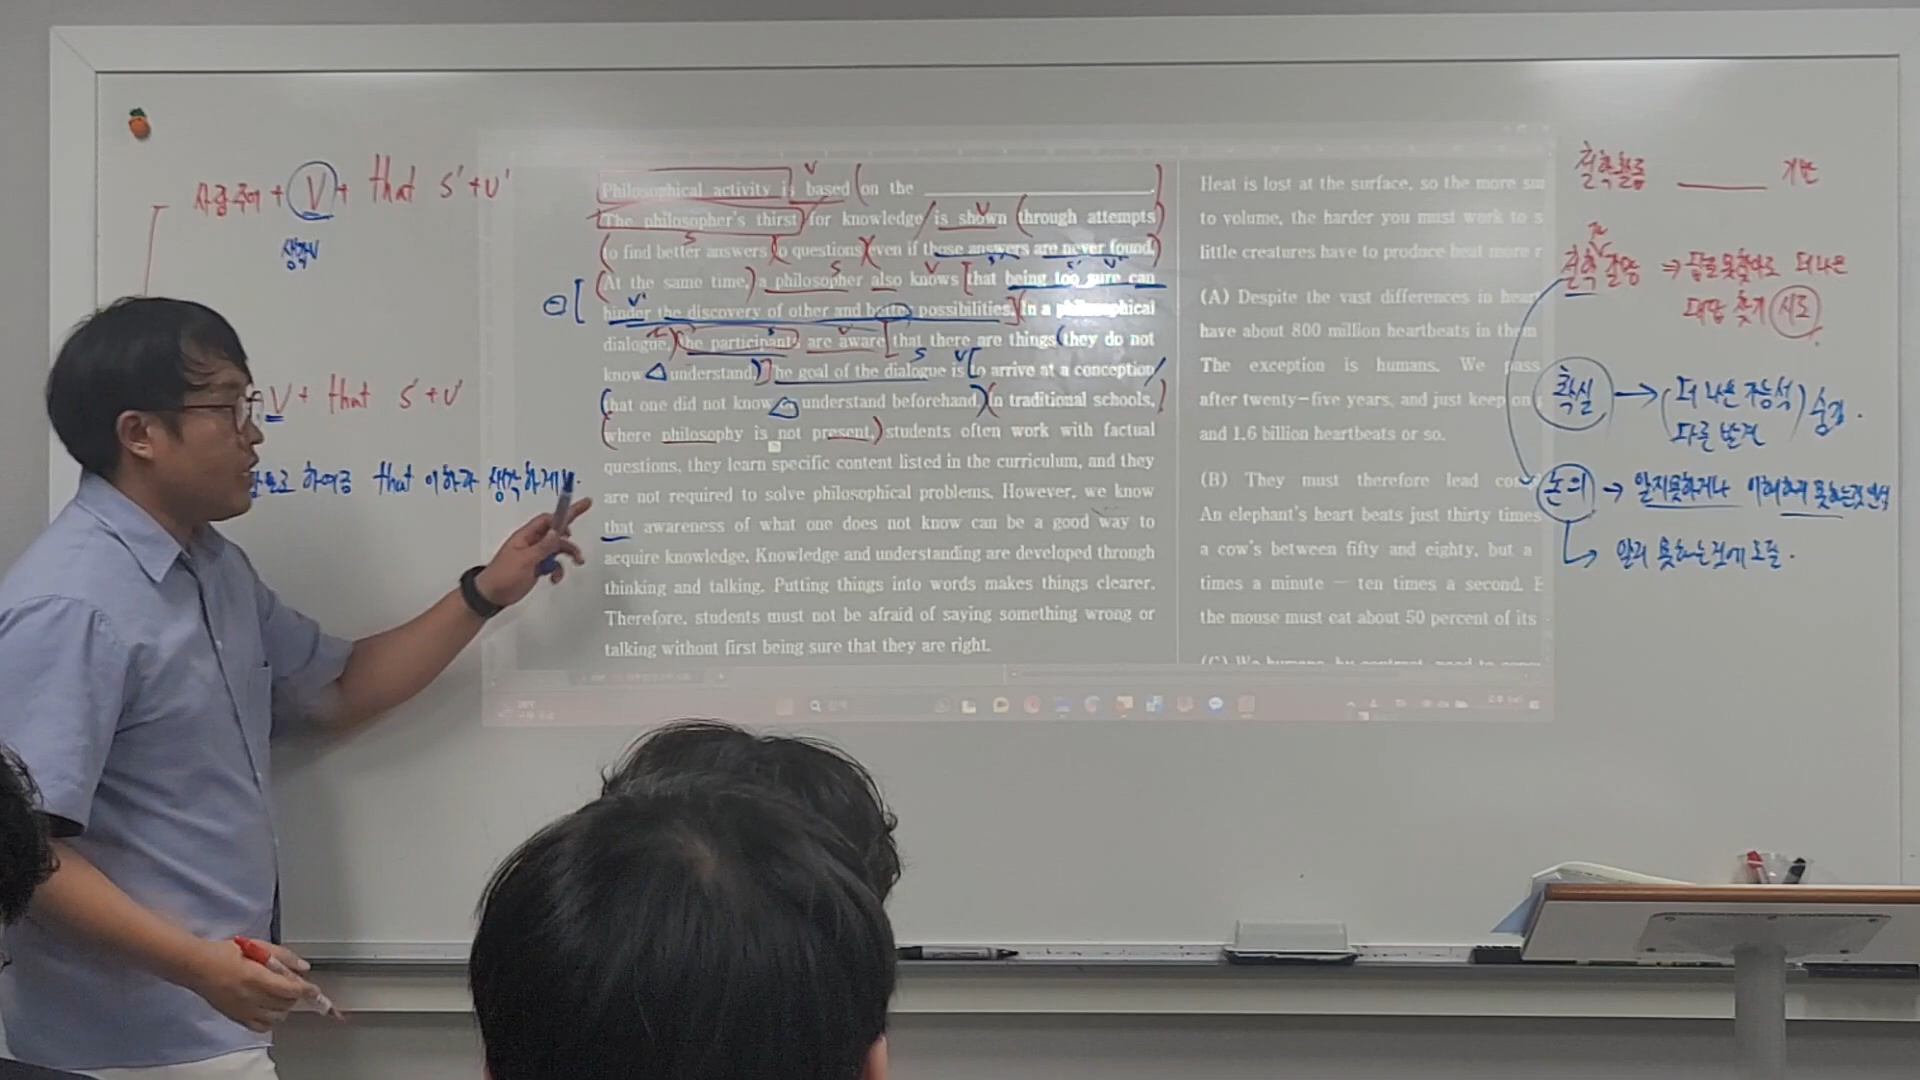 사람주어 + V + that s'+v'
생각V
V + that s'+v'
하여금 that 이하라 생각하게V.
Philosophical activity is based on the
The philosopher's thirst for knowledge is shown through attempts
to find better answers to questions even if those answers are never found.
At the same time, a philosopher also knows that being too sure can
hinder the discovery of other and better possibilities. In a philosophical
dialogue, the participants are aware that there are things they do not
know or understand. The goal of the dialogue is to arrive at a conception
that one did not know or understand beforehand. In traditional schools,
where philosophy is not present, students often work with factual
questions, they learn specific content listed in the curriculum, and they
are not required to solve philosophical problems. However, we know
that awareness of what one does not know can be a good way to
acquire knowledge. Knowledge and understanding are developed through
thinking and talking. Putting things into words makes things clearer.
Therefore, students must not be afraid of saying something wrong or
talking without first being sure that they are right.
Heat is lost at the surface, so the more su
to volume, the harder you must work to s
little creatures have to produce heat more r
(A) Despite the vast differences in hear
have about 800 million heartbeats in them
The exception is humans. We pass
after twenty-five years, and just keep on
and 1.6 billion heartbeats or so.
(B) They must therefore lead
An elephant's heart beats just thirty times
a cow's between fifty and eighty, but a
times a minute — ten times a second. E
the mouse must eat about 50 percent of its
철학활동 기반
철학 갈망 ⇒ 답을 못찾아도 더 나은
대답 찾기 시도
확실 → 더 나은 가능성 숨김.
다른 발견
논의 → 알지못하거나 이해하지 못하는것 인식
알지 못하는것에 도달.